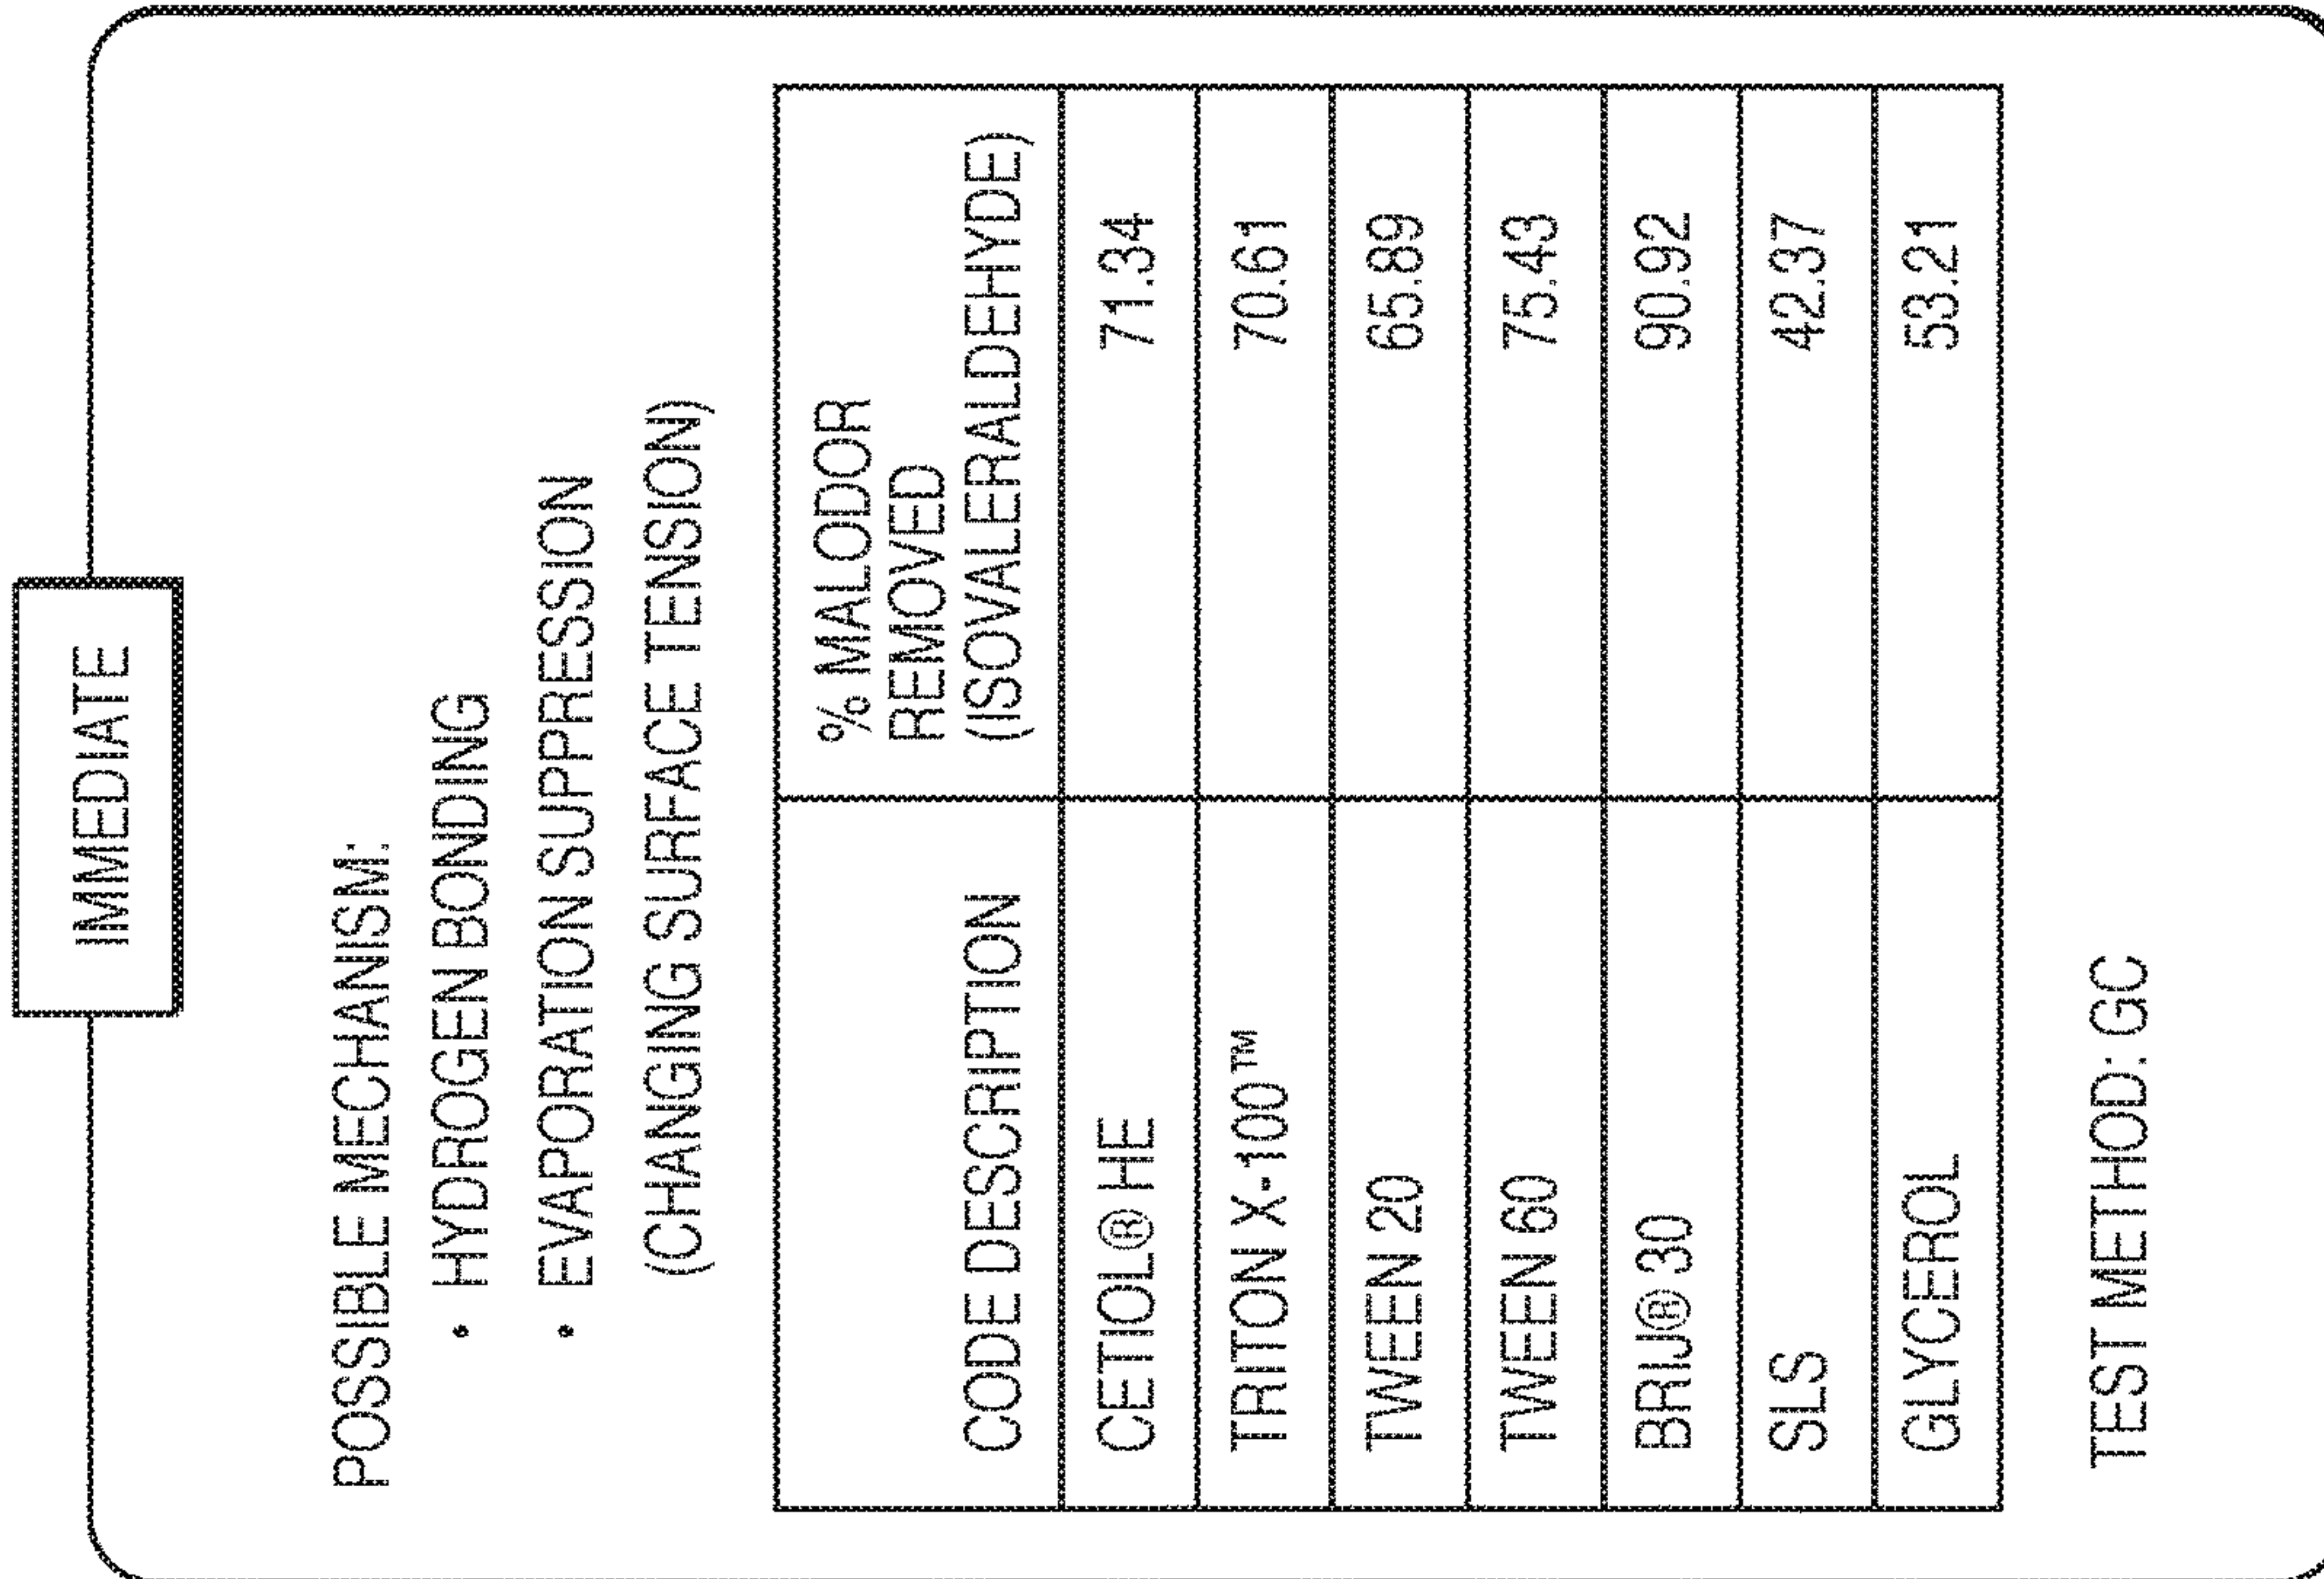 IMMEDIATE
POSSIBLE MECHANISM:
• HYDROGEN BONDING
• EVAPORATION SUPPRESSION
(CHANGING SURFACE TENSION)
CODE DESCRIPTION
% MALODOR
REMOVED
(ISOVALERALDEHYDE)
CETIOL® HE 71.34
TRITON X-100™ 70.61
TWEEN 20 65.89
TWEEN 60 75.43
BRIJ® 30 90.92
SLS 42.37
GLYCEROL 53.21
TEST METHOD: GC